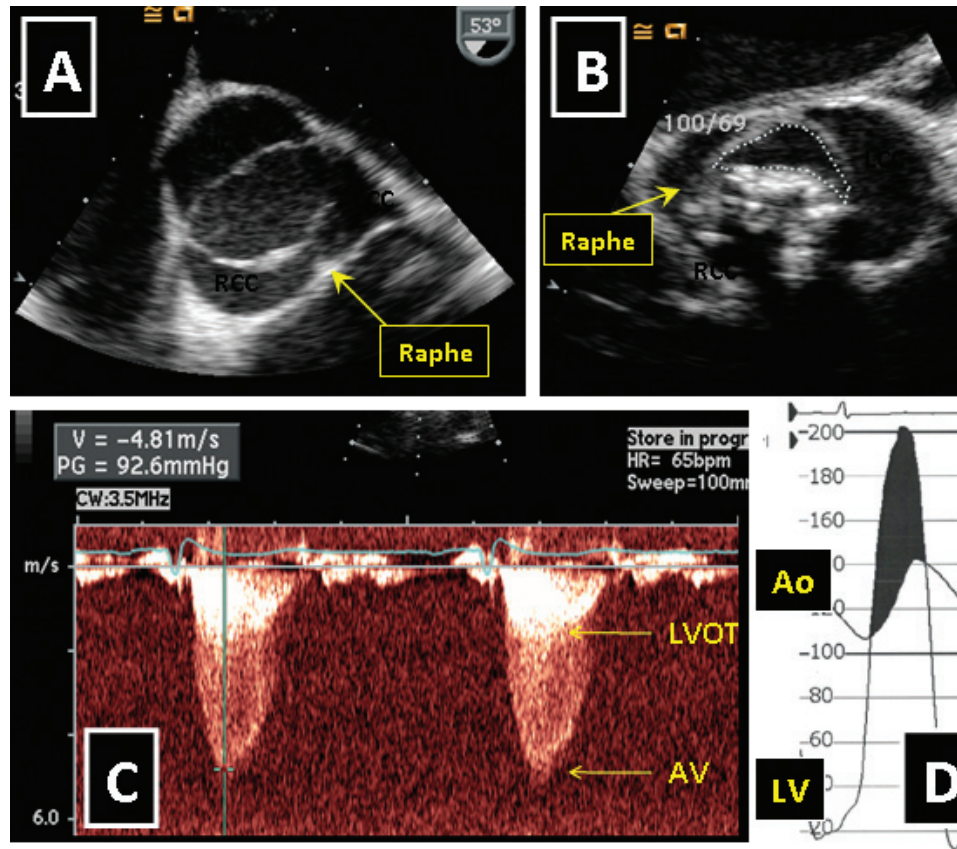 A
53°
RCC
Raphe
B
100/69
Raphe
RCC
V = -4.81m/s
PG = 92.6mmHg
CW:3.5MHz
Store in progr
HR= 65bpm
Sweep=100mm
m/s
LVOT
AV
6.0
C
-200
-180
-160
Ao
-100
-80
-60
LV
20
D